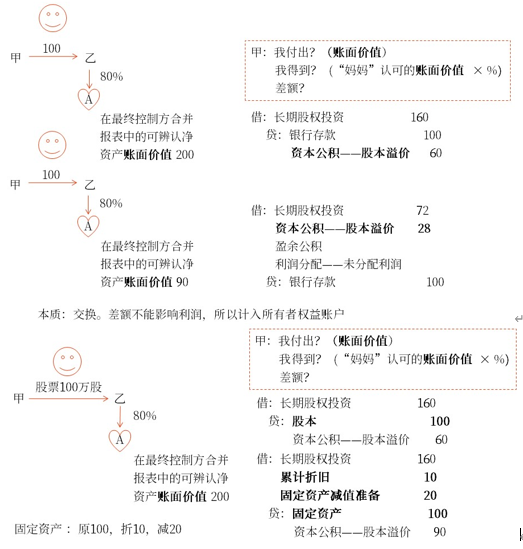 100
甲
乙
80%
A
在最终控制方合并
报表中的可辨认净
资产账面价值 200
甲：我付出？（账面价值）
我得到？（“妈妈”认可的账面价值 ×%)
差额？
借：长期股权投资 160
贷：银行存款 100
资本公积——股本溢价 60
100
甲
乙
80%
A
在最终控制方合并
报表中的可辨认净
资产账面价值 90
借：长期股权投资 72
资本公积——股本溢价 28
盈余公积
利润分配——未分配利润
贷：银行存款 100
本质：交换。差额不能影响利润，所以计入所有者权益账户
股票100万股
甲
乙
80%
A
在最终控制方合并
报表中的可辨认净
资产账面价值 200
固定资产：原100，折10，减20
甲：我付出？（账面价值）
我得到？（“妈妈”认可的账面价值 ×%)
差额？
借：长期股权投资 160
贷：股本 100
资本公积——股本溢价 60
借：长期股权投资 160
累计折旧 10
固定资产减值准备 20
贷：固定资产 100
资本公积——股本溢价 90